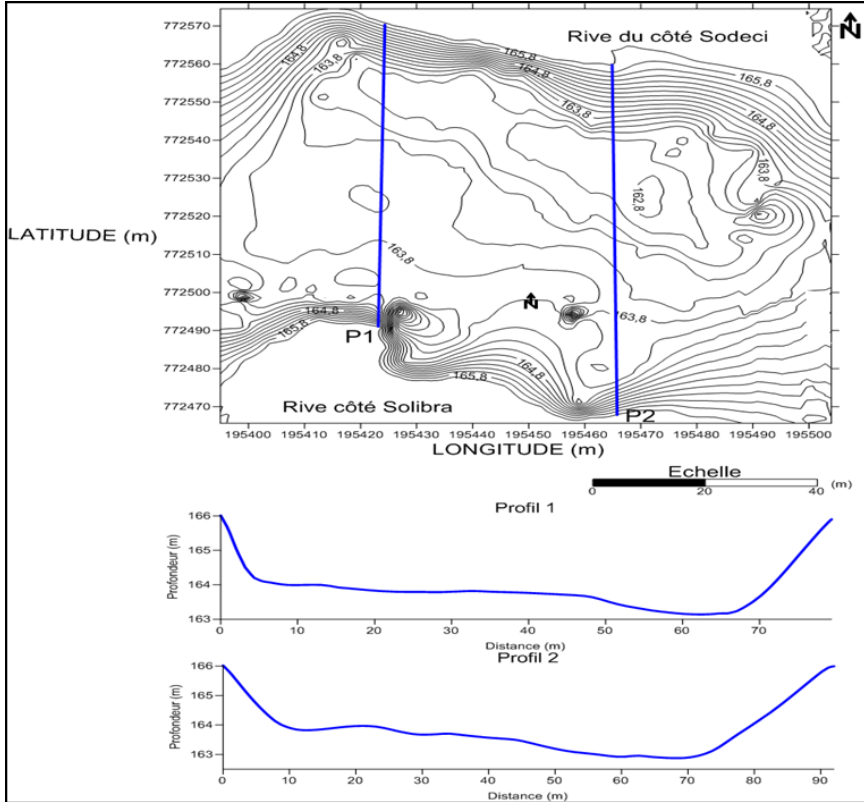 N
Rive du côté Sodeci
772570
772560
772550
772540
772530
772520
772510
772500
772490
772480
772470
LATITUDE (m)
164,8
163,8
165,8
164,8
163,8
165,8
164,8
163,8
162,8
163,8
163,8
164,8
165,8
165,8
164,8
N
P1
P2
Rive côté Solibra
195400 195410 195420 195430 195440 195450 195460 195470 195480 195490 195500
LONGITUDE (m)
Echelle
0 20 40 (m)
Profil 1
Profondeur (m)
166
165
164
163
0 10 20 30 40 50 60 70
Distance (m)
Profil 2
Profondeur (m)
166
165
164
163
0 10 20 30 40 50 60 70 80 90
Distance (m)